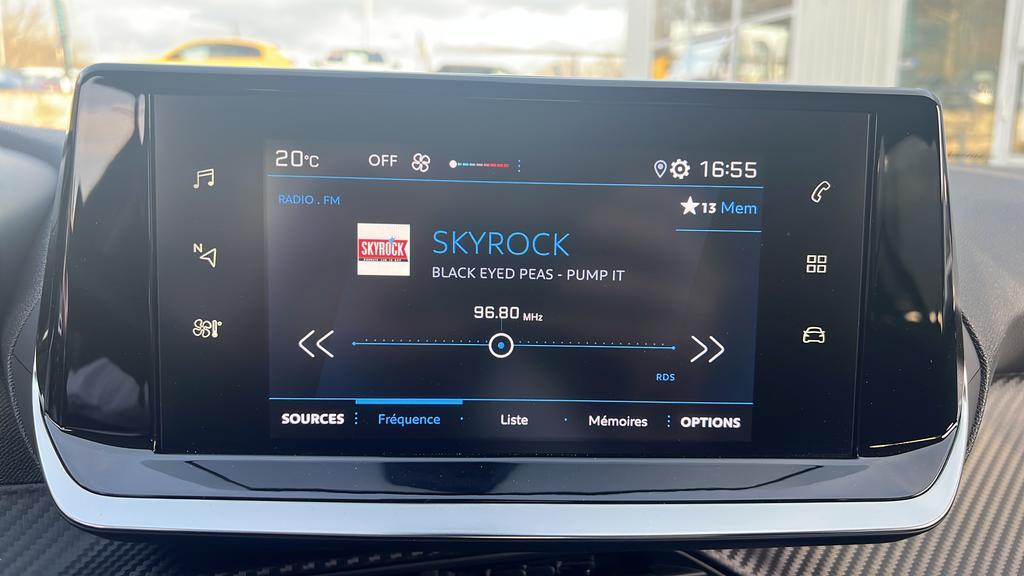 20°C OFF 16:55
RADIO . FM
13 Mem
SKYROCK
SKYROCK
BLACK EYED PEAS - PUMP IT
N
96.80 MHz
RDS
SOURCES Fréquence Liste Mémoires OPTIONS